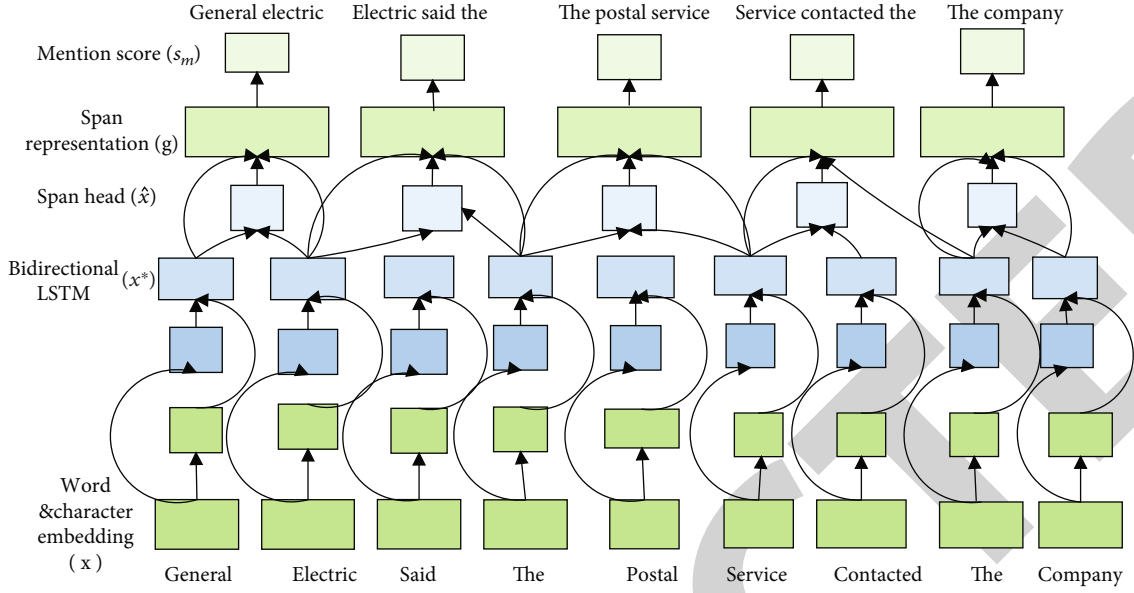 General electric
Electric said the
The postal service
Service contacted the
The company
Mention score (sₘ)
Span
representation (g)
Span head (x̂)
Bidirectional
LSTM
(x*)
Word
&character
embedding
( x )
General
Electric
Said
The
Postal
Service
Contacted
The
Company